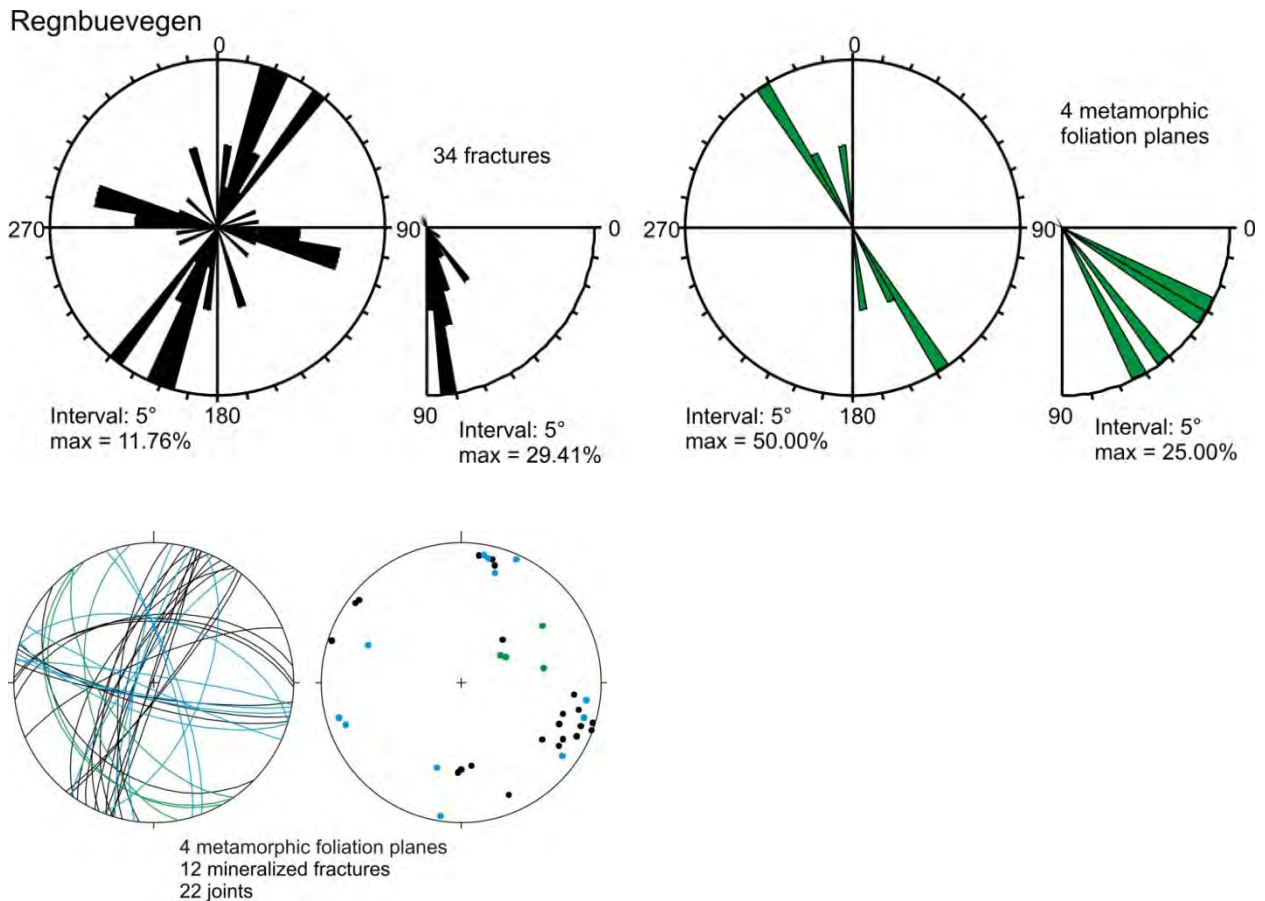 Regnbuevegen
0
270
90
180
Interval: 5°
max = 11.76%
34 fractures
0
90
Interval: 5°
max = 29.41%
0
270
90
180
Interval: 5°
max = 50.00%
4 metamorphic
foliation planes
0
90
Interval: 5°
max = 25.00%
4 metamorphic foliation planes
12 mineralized fractures
22 joints